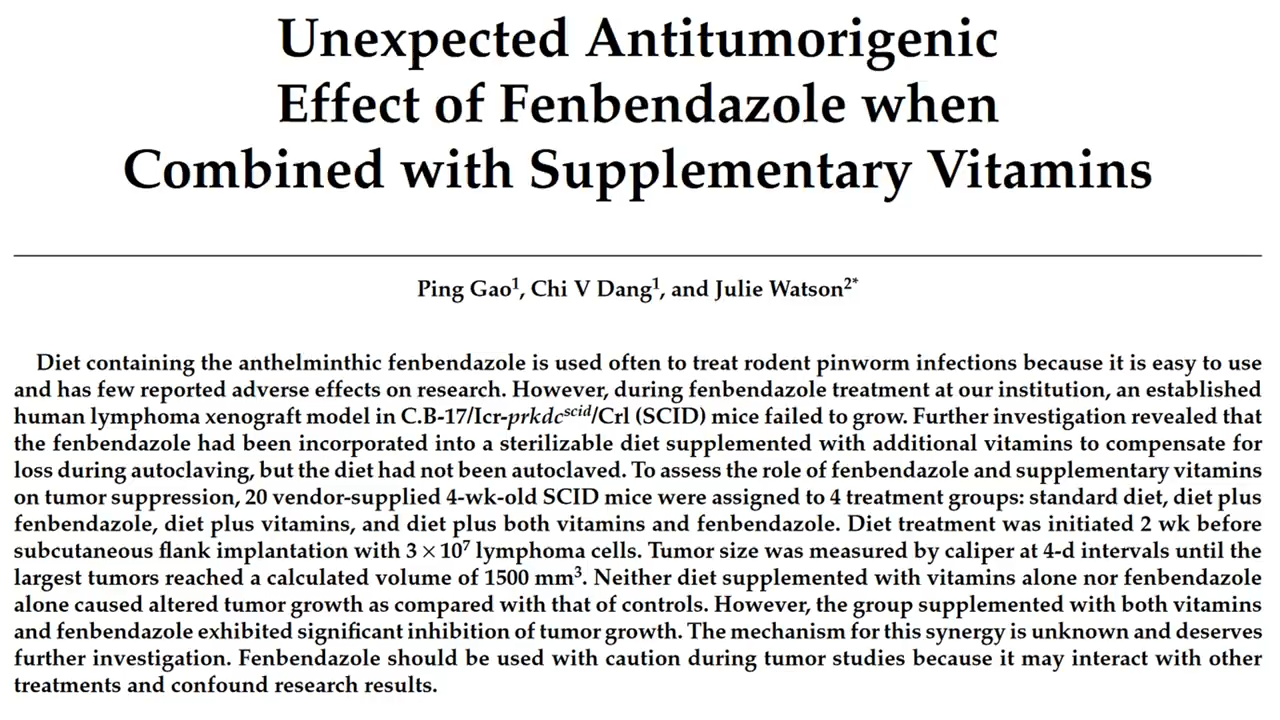 Unexpected Antitumorigenic
Effect of Fenbendazole when
Combined with Supplementary Vitamins
Ping Gao¹, Chi V Dang¹, and Julie Watson²*
Diet containing the anthelminthic fenbendazole is used often to treat rodent pinworm infections because it is easy to use
and has few reported adverse effects on research. However, during fenbendazole treatment at our institution, an established
human lymphoma xenograft model in C.B-17/Icr-prkdcˢᶜⁱᵈ/Crl (SCID) mice failed to grow. Further investigation revealed that
the fenbendazole had been incorporated into a sterilizable diet supplemented with additional vitamins to compensate for
loss during autoclaving, but the diet had not been autoclaved. To assess the role of fenbendazole and supplementary vitamins
on tumor suppression, 20 vendor-supplied 4-wk-old SCID mice were assigned to 4 treatment groups: standard diet, diet plus
fenbendazole, diet plus vitamins, and diet plus both vitamins and fenbendazole. Diet treatment was initiated 2 wk before
subcutaneous flank implantation with 3 × 10⁷ lymphoma cells. Tumor size was measured by caliper at 4-d intervals until the
largest tumors reached a calculated volume of 1500 mm³. Neither diet supplemented with vitamins alone nor fenbendazole
alone caused altered tumor growth as compared with that of controls. However, the group supplemented with both vitamins
and fenbendazole exhibited significant inhibition of tumor growth. The mechanism for this synergy is unknown and deserves
further investigation. Fenbendazole should be used with caution during tumor studies because it may interact with other
treatments and confound research results.